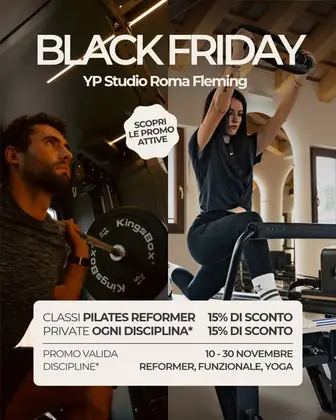 BLACK FRIDAY
YP Studio Roma Fleming
SCOPRI
LE PROMO
ATTIVE
KingsBox
KingsBox
CLASSI PILATES REFORMER 15% DI SCONTO
PRIVATE OGNI DISCIPLINA* 15% DI SCONTO
PROMO VALIDA 10 - 30 NOVEMBRE
DISCIPLINE* REFORMER, FUNZIONALE, YOGA